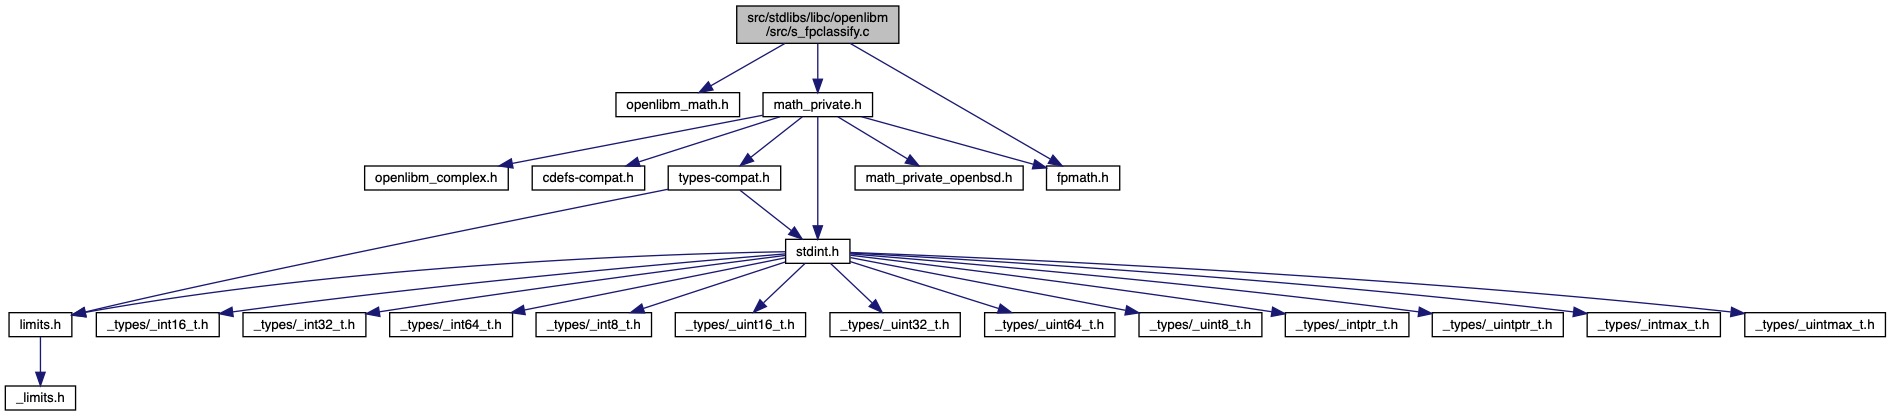 src/stdlibs/libc/openlibm
/src/s_fpclassify.c
openlibm_math.h
math_private.h
openlibm_complex.h
cdefs-compat.h
types-compat.h
math_private_openbsd.h
fpmath.h
stdint.h
limits.h
_types/_int16_t.h
_types/_int32_t.h
_types/_int64_t.h
_types/_int8_t.h
_types/_uint16_t.h
_types/_uint32_t.h
_types/_uint64_t.h
_types/_uint8_t.h
_types/_intptr_t.h
_types/_uintptr_t.h
_types/_intmax_t.h
_types/_uintmax_t.h
_limits.h